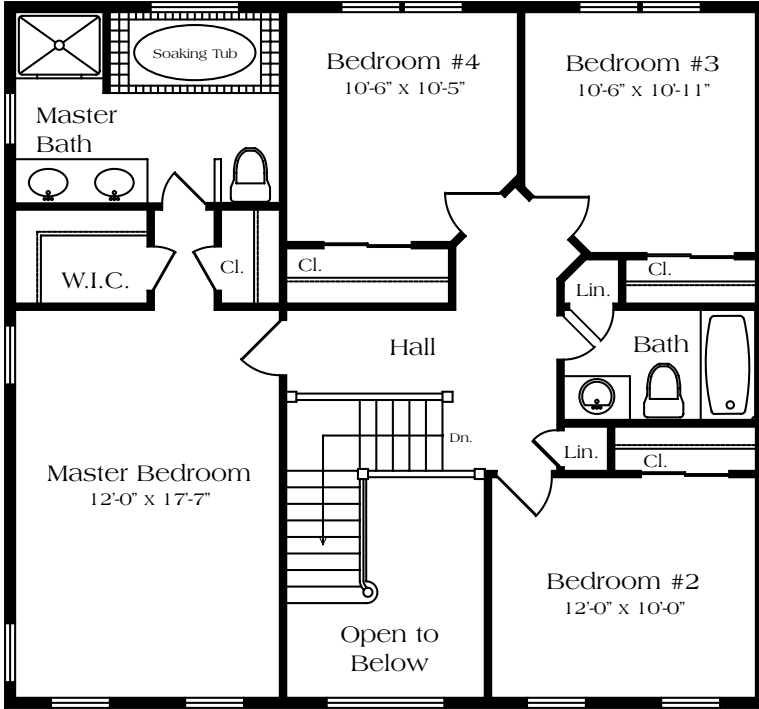 Soaking Tub
Bedroom #4
10'-6" x 10'-5"
Bedroom #3
10'-6" x 10'-11"
Master
Bath
W.I.C.
Cl.
Cl.
Lin.
Cl.
Hall
Bath
Dn.
Lin.
Cl.
Master Bedroom
12'-0" x 17'-7"
Bedroom #2
12'-0" x 10'-0"
Open to
Below